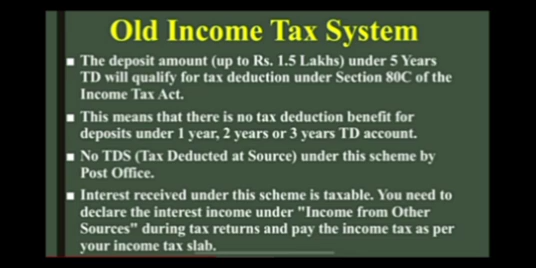 Old Income Tax System
The deposit amount (up to Rs. 1.5 Lakhs) under 5 Years
TD will qualify for tax deduction under Section 80C of the
Income Tax Act.
This means that there is no tax deduction benefit for
deposits under 1 year, 2 years or 3 years TD account.
No TDS (Tax Deducted at Source) under this scheme by
Post Office.
Interest received under this scheme is taxable. You need to
declare the interest income under "Income from Other
Sources" during tax returns and pay the income tax as per
your income tax slab.